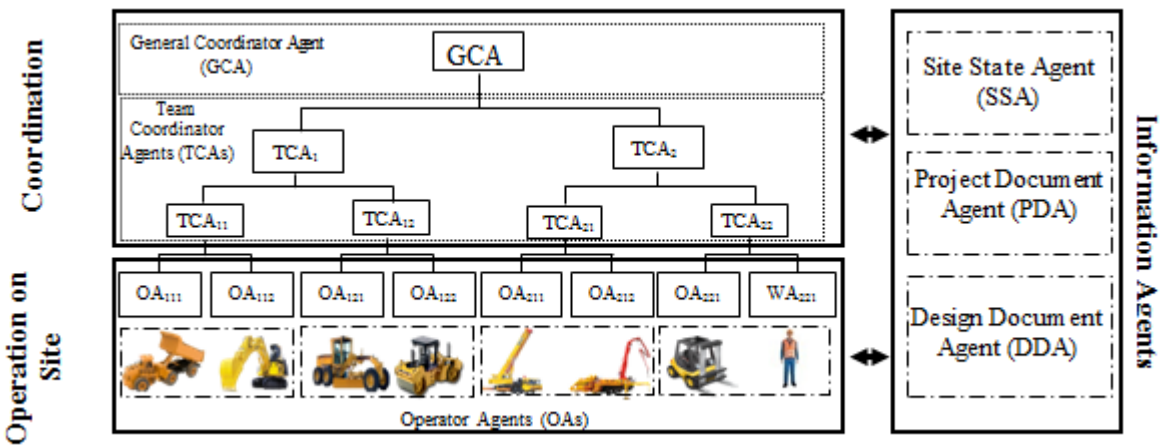 Coordination
General Coordinator Agent
(GCA)
GCA
Team
Coordinator
Agents (TCAs)
TCA₁
TCA₂
TCA₁₁
TCA₁₂
TCA₂₁
TCA₂₂
Operation on
Site
OA₁₁₁
OA₁₁₂
OA₁₂₁
OA₁₂₂
OA₂₁₁
OA₂₁₂
OA₂₂₁
WA₂₂₁
Operator Agents (OAs)
Site State Agent
(SSA)
Project Document
Agent (PDA)
Design Document
Agent (DDA)
Information Agents